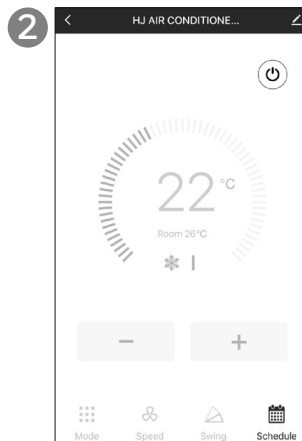 2
HJ AIR CONDITIONE...
22 °C
Room 26°C
Mode Speed Swing Schedule